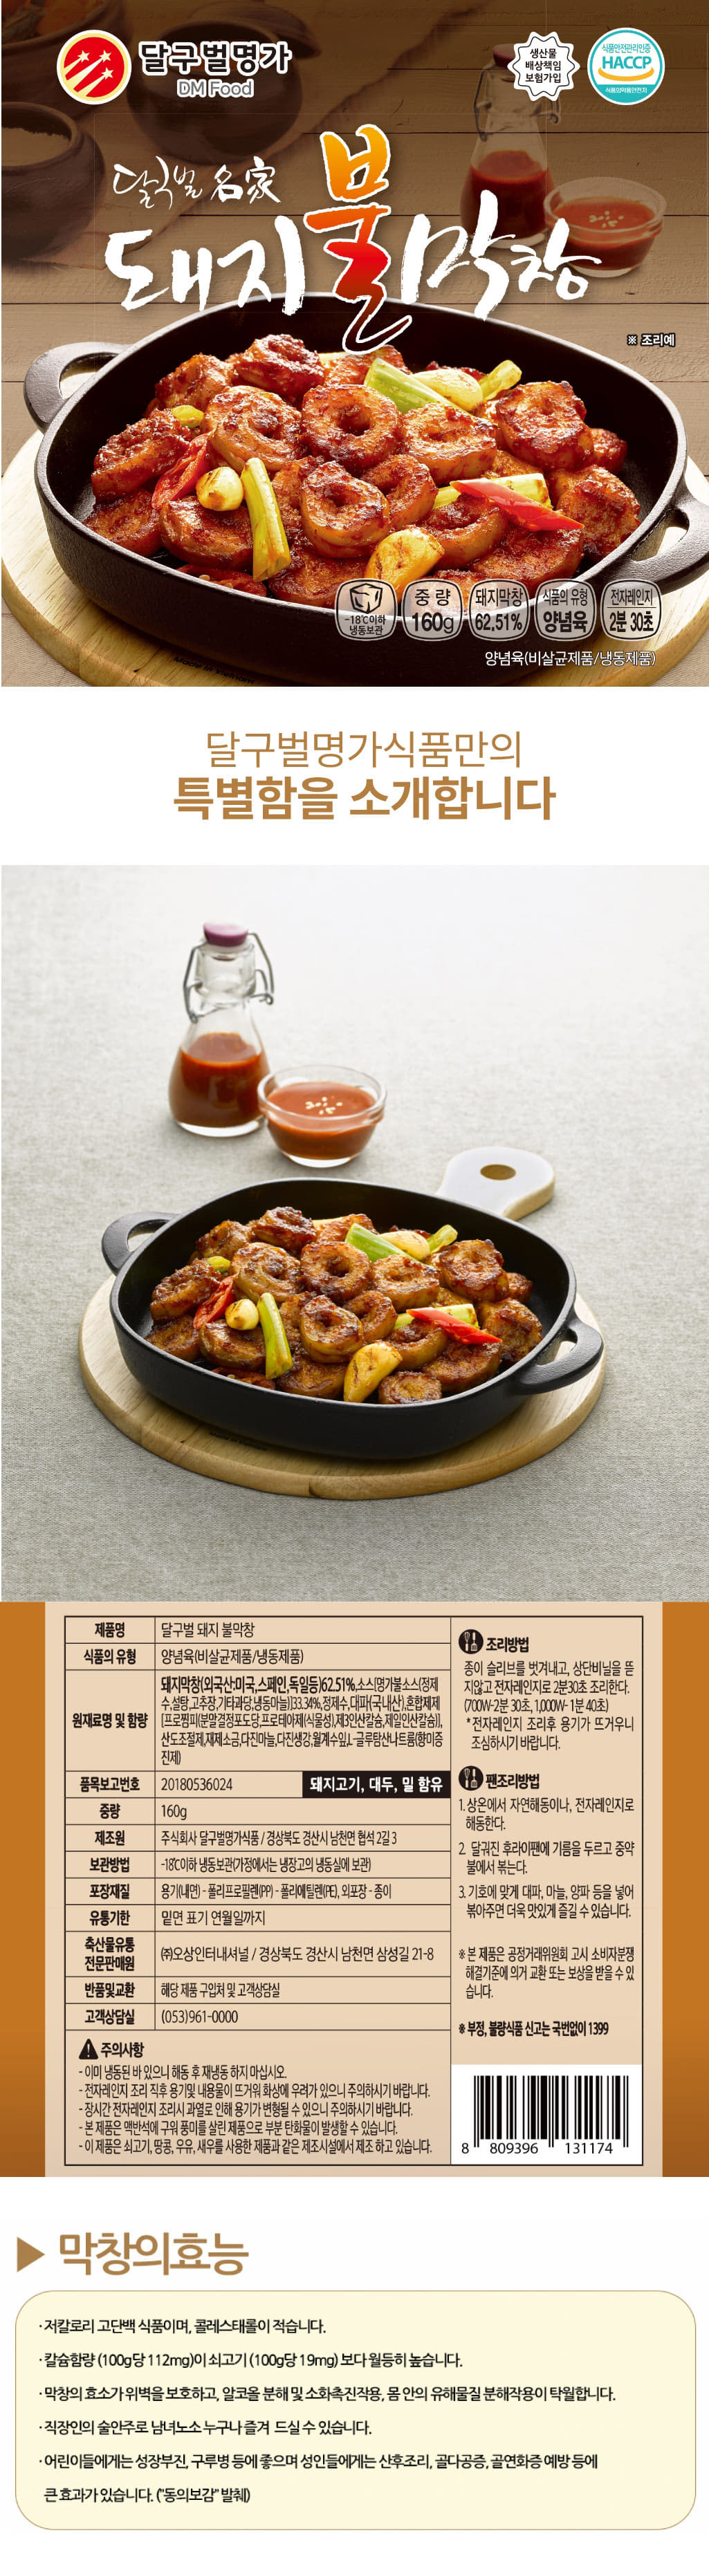 달구벌명가
DM Food
생산물
배상책임
보험가입
식품안전관리인증
HACCP
식품의약품안전처
달구벌 名家
돼지불막창
※ 조리예
-18℃이하
냉동보관
중 량
160g
돼지막창
62.51%
식품의 유형
양념육
전자레인지
2분 30초
양념육(비살균제품/냉동제품)
달구벌명가식품만의
특별함을 소개합니다
제품명 달구벌 돼지 불막창
식품의 유형 양념육(비살균제품/냉동제품)
원재료명 및 함량
돼지막창(외국산:미국,스페인,독일등)62.51%,소스[명가불소스(정제
수,설탕,고추장,기타과당,냉동마늘)]33.34%,정제수,대파(국내산),혼합제제
[프로찜피(분말결정포도당,프로테아제(식물성),제3인산칼슘,제일인산칼슘)],
산도조절제,재제소금,다진마늘,다진생강,월계수잎,L-글루탐산나트륨(향미증
진제)
품목보고번호 20180536024 돼지고기, 대두, 밀 함유
중량 160g
제조원 주식회사 달구벌명가식품 / 경상북도 경산시 남천면 협석 2길 3
보관방법 -18℃이하 냉동보관(가정에서는 냉장고의 냉동실에 보관)
포장재질 용기(내면) - 폴리프로필렌(PP) - 폴리에틸렌(PE), 외포장 - 종이
유통기한 밑면 표기 연월일까지
축산물유통
전문판매원
㈜오상인터내셔널 / 경상북도 경산시 남천면 삼성길 21-8
반품및교환 해당 제품 구입처 및 고객상담실
고객상담실 (053)961-0000
주의사항
- 이미 냉동된 바 있으니 해동 후 재냉동 하지 마십시오.
- 전자레인지 조리 직후 용기및 내용물이 뜨거워 화상에 우려가 있으니 주의하시기 바랍니다.
- 장시간 전자레인지 조리시 과열로 인해 용기가 변형될 수 있으니 주의하시기 바랍니다.
- 본 제품은 맥반석에 구워 풍미를 살린 제품으로 부분 탄화물이 발생할 수 있습니다.
- 이 제품은 쇠고기, 땅콩, 우유, 새우를 사용한 제품과 같은 제조시설에서 제조 하고 있습니다.
조리방법
종이 슬리브를 벗겨내고, 상단비닐을 뜯
지않고 전자레인지로 2분30초 조리한다.
(700W-2분 30초, 1,000W- 1분 40초)
* 전자레인지 조리후 용기가 뜨거우니
조심하시기 바랍니다.
팬조리방법
1. 상온에서 자연해동이나, 전자레인지로
해동한다.
2. 달궈진 후라이팬에 기름을 두르고 중약
불에서 볶는다.
3. 기호에 맞게 대파, 마늘, 양파 등을 넣어
볶아주면 더욱 맛있게 즐길 수 있습니다.
※ 본 제품은 공정거래위원회 고시 소비자분쟁
해결기준에 의거 교환 또는 보상을 받을 수 있
습니다.
※ 부정, 불량식품 신고는 국번없이 1399
8 809396 131174
▶ 막창의효능
·저칼로리 고단백 식품이며, 콜레스태롤이 적습니다.
·칼슘함량 (100g당 112mg)이 쇠고기 (100g당 19mg) 보다 월등히 높습니다.
·막창의 효소가 위벽을 보호하고, 알코올 분해 및 소화촉진작용, 몸 안의 유해물질 분해작용이 탁월합니다.
·직장인의 술안주로 남녀노소 누구나 즐겨 드실 수 있습니다.
·어린이들에게는 성장부진, 구루병 등에 좋으며 성인들에게는 산후조리, 골다공증, 골연화증 예방 등에
큰 효과가 있습니다. ("동의보감" 발췌)